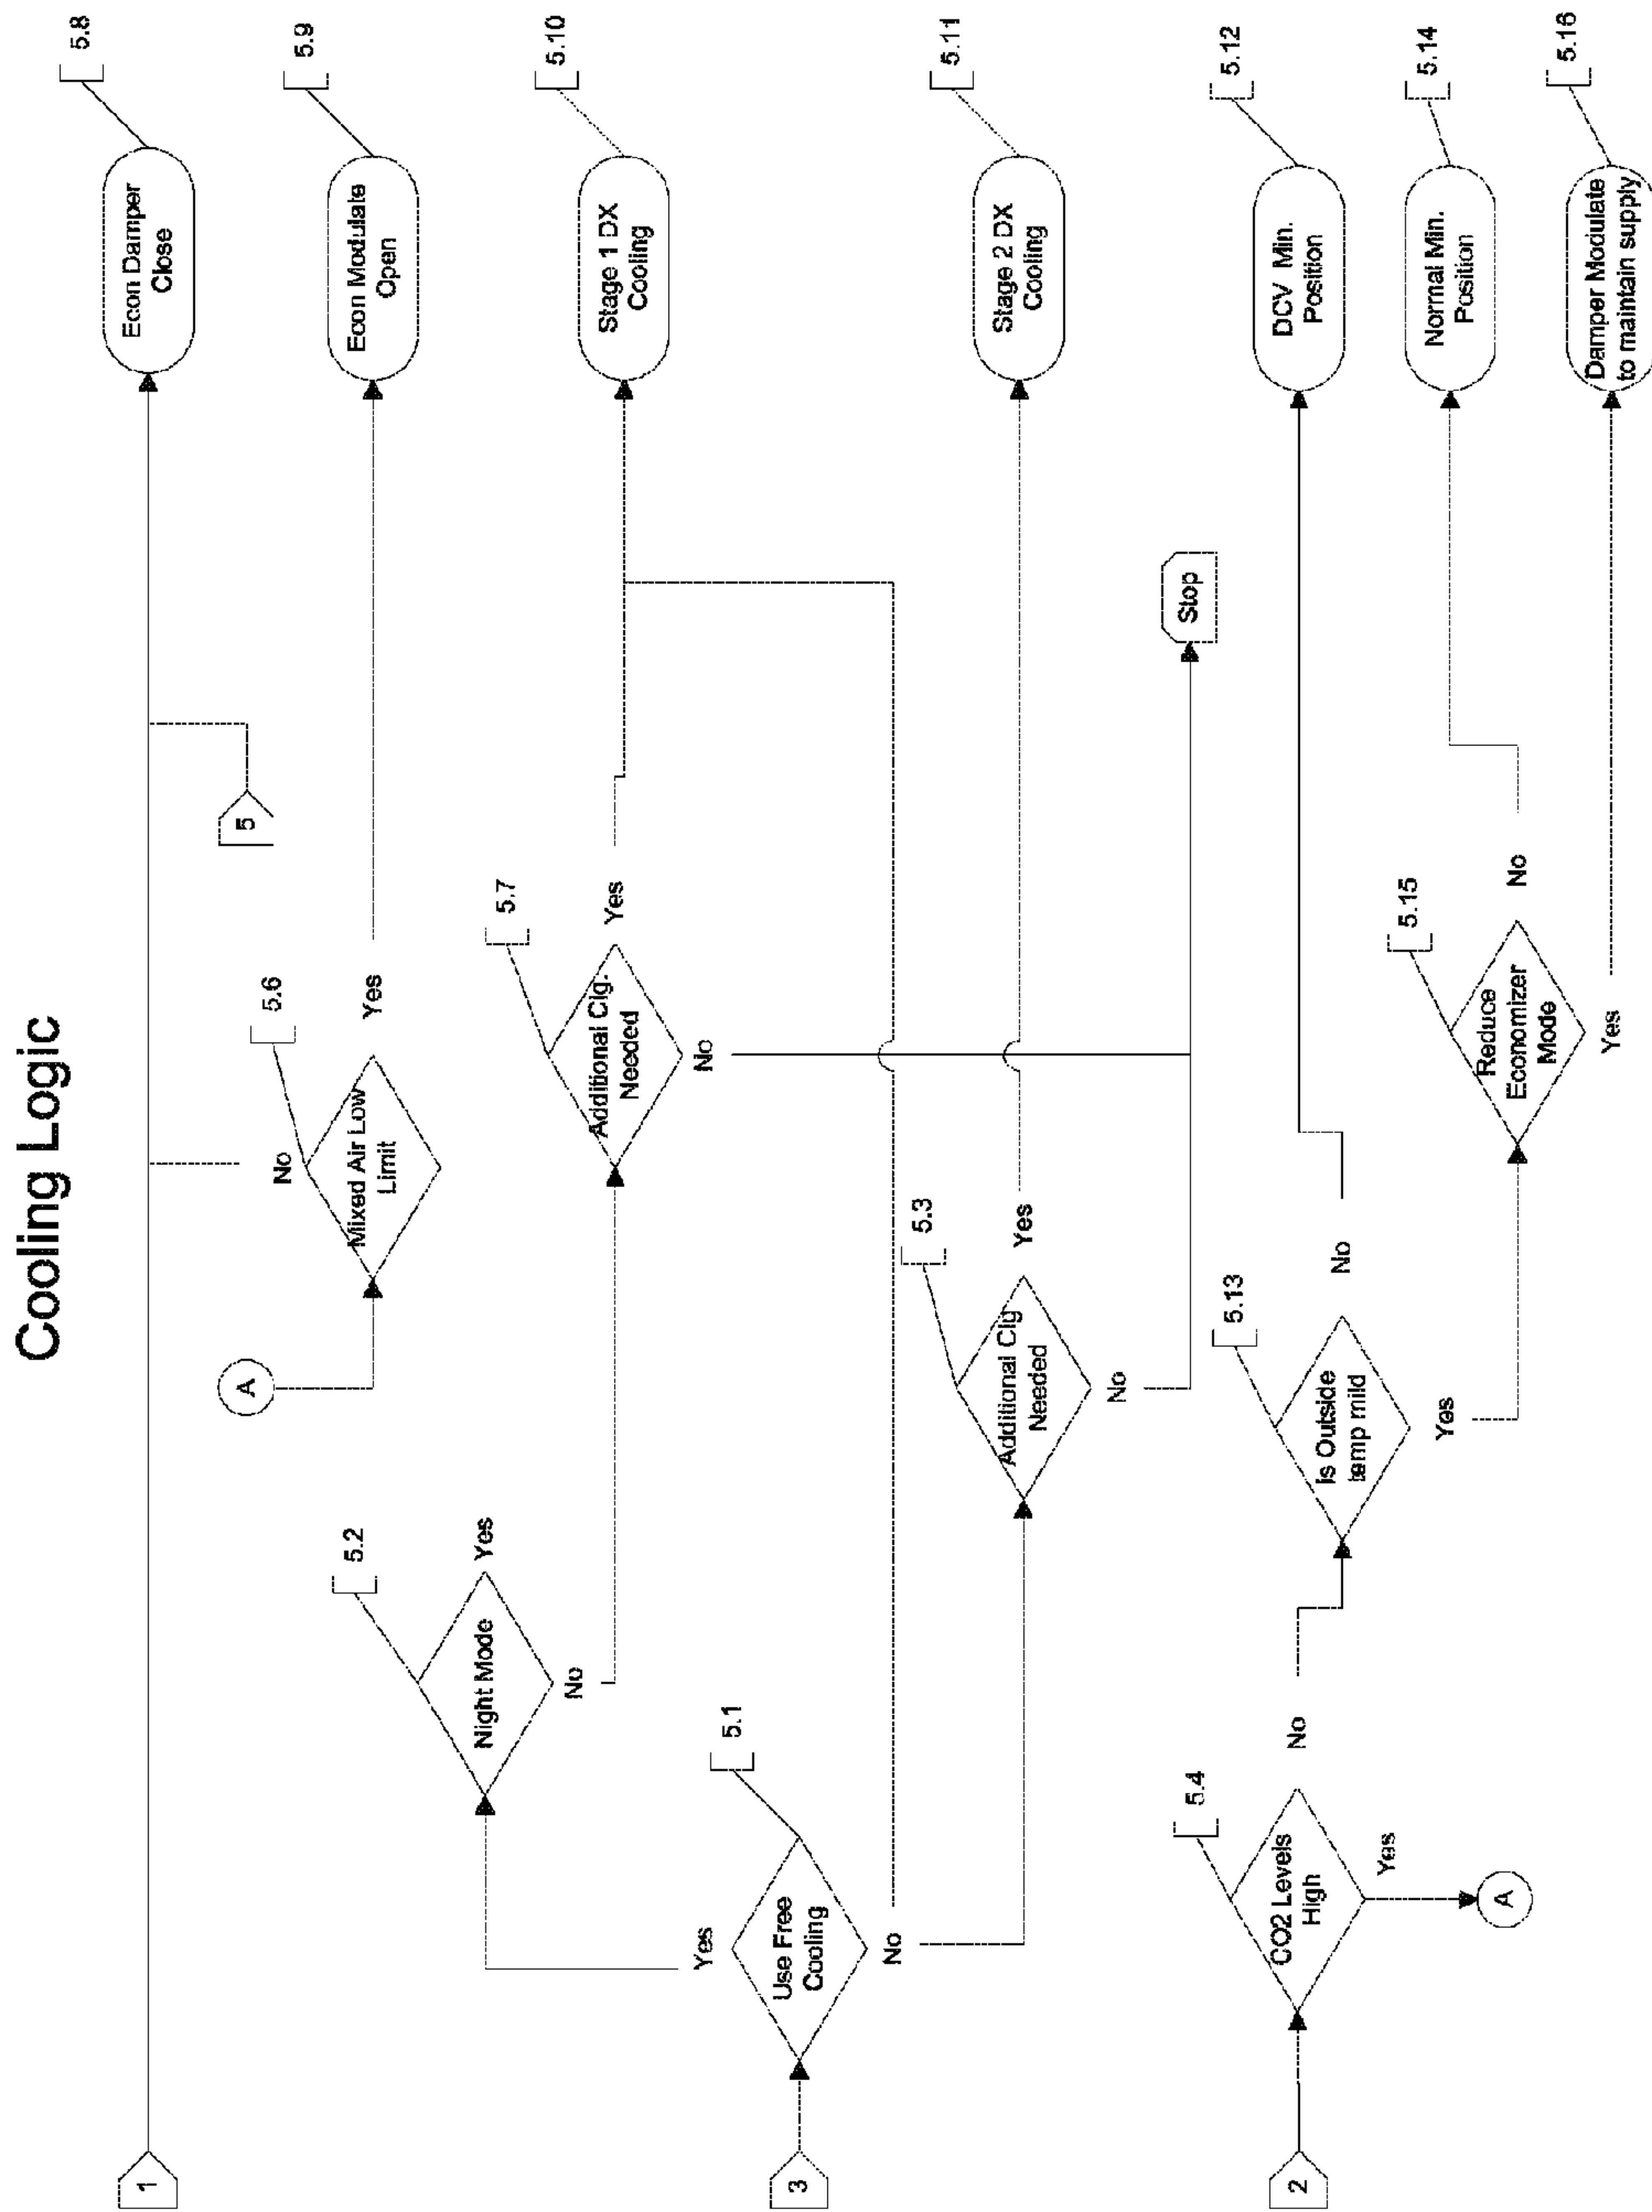 Cooling Logic
1
Econ Damper
Close
5.8
5
A
Mixed Air Low
Limit
5.6
No
Yes
Econ Modulate
Open
5.9
Night Mode
5.2
Yes
No
Additional Clg.
Needed
5.7
Yes
No
Stage 1 DX
Cooling
5.10
3
Use Free
Cooling
5.1
Yes
No
Additional Clg
Needed
5.3
Yes
No
Stage 2 DX
Cooling
5.11
Stop
2
CO2 Levels
High
5.4
No
Yes
A
Is Outside
temp mild
5.13
No
Yes
DCV Min.
Position
5.12
Reduce
Economizer
Mode
5.15
No
Yes
Normal Min.
Position
5.14
Damper Modulate
to maintain supply
5.16